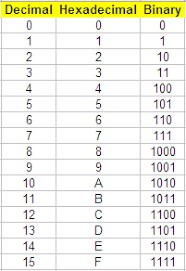 Decimal Hexadecimal Binary
0 0 0
1 1 1
2 2 10
3 3 11
4 4 100
5 5 101
6 6 110
7 7 111
8 8 1000
9 9 1001
10 A 1010
11 B 1011
12 C 1100
13 D 1101
14 E 1110
15 F 1111